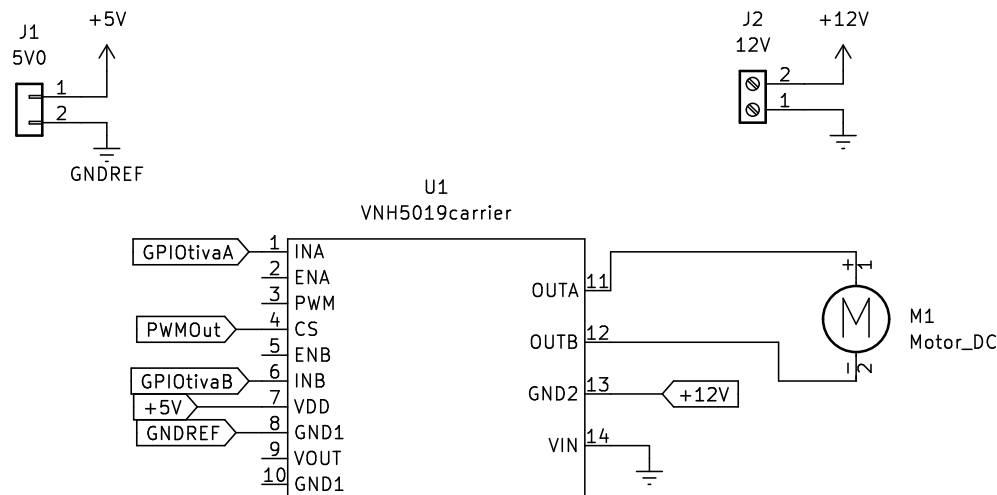 J1
5V0
+5V
1
2
GNDREF
J2
12V
+12V
2
1
U1
VNH5019carrier
GPIOtivaA
1
INA
2
ENA
3
PWM
PWMOut
4
CS
5
ENB
GPIOtivaB
6
INB
+5V
7
VDD
GNDREF
8
GND1
9
VOUT
10
GND1
OUTA
11
OUTB
12
GND2
13
+12V
VIN
14
+
1
M
M1
Motor_DC
-
2